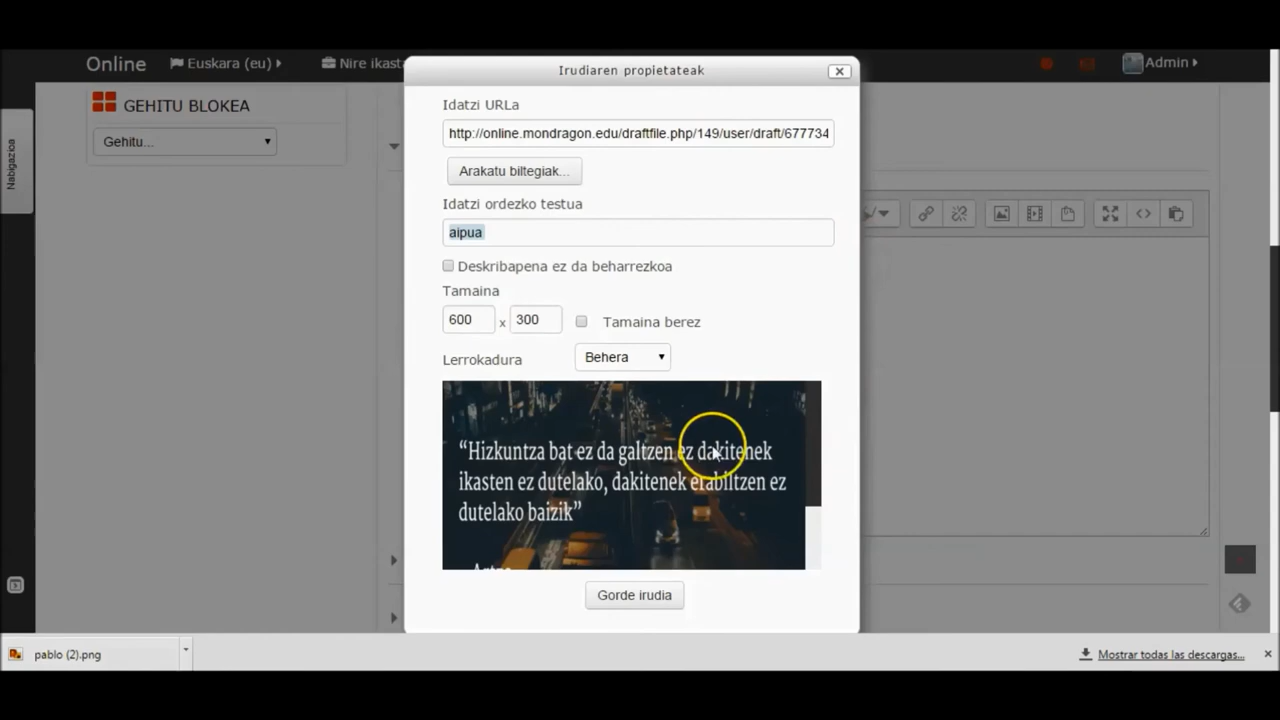 Online
Euskara (eu)
Nire ikasta
Admin
Irudiaren propietateak
GEHITU BLOKEA
Gehitu...
Nabigazioa
Idatzi URLa
http://online.mondragon.edu/draftfile.php/149/user/draft/677734
Arakatu biltegiak...
Idatzi ordezko testua
aipua
Deskribapena ez da beharrezkoa
Tamaina
600 x 300 Tamaina berez
Lerrokadura Behera
“Hizkuntza bat ez da galtzen ez dakitenek
ikasten ez dutelako, dakitenek erabiltzen ez
dutelako baizik”
Gorde irudia
pablo (2).png
Mostrar todas las descargas...